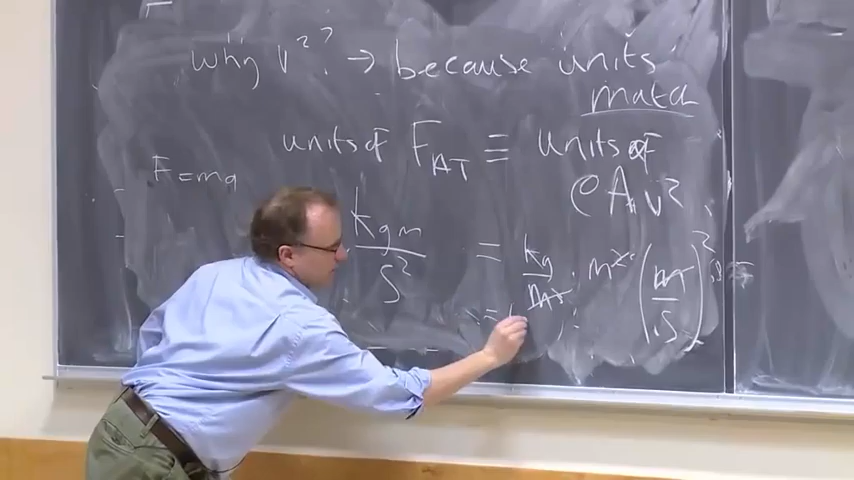 why v²? → because units
match
units of F_AT = units of
ρ A v²
F = ma
kg m / s² = kg / m³ · m² (m / s)²
=